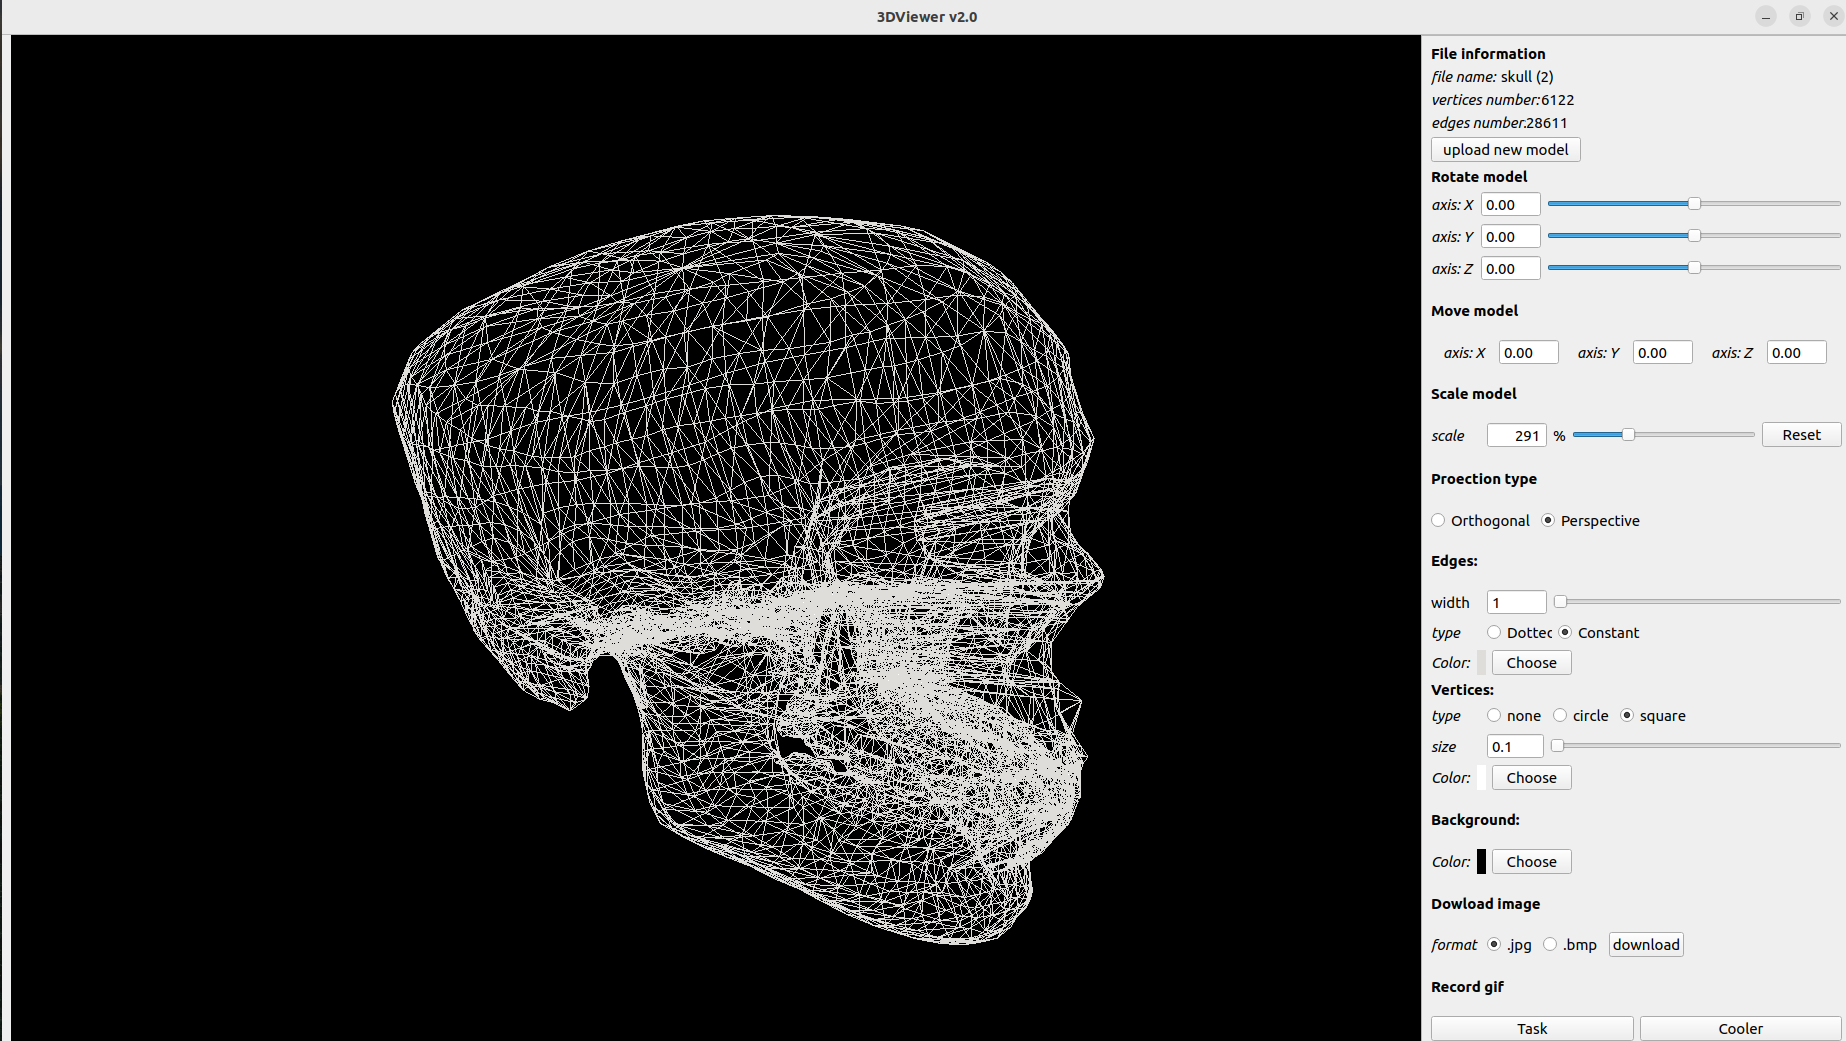 3DViewer v2.0
File information
file name: skull (2)
vertices number:6122
edges number:28611
upload new model
Rotate model
axis: X 0.00
axis: Y 0.00
axis: Z 0.00
Move model
axis: X 0.00 axis: Y 0.00 axis: Z 0.00
Scale model
scale 291 % Reset
Proection type
Orthogonal Perspective
Edges:
width 1
type Dottec Constant
Color: Choose
Vertices:
type none circle square
size 0.1
Color: Choose
Background:
Color: Choose
Dowload image
format .jpg .bmp download
Record gif
Task Cooler